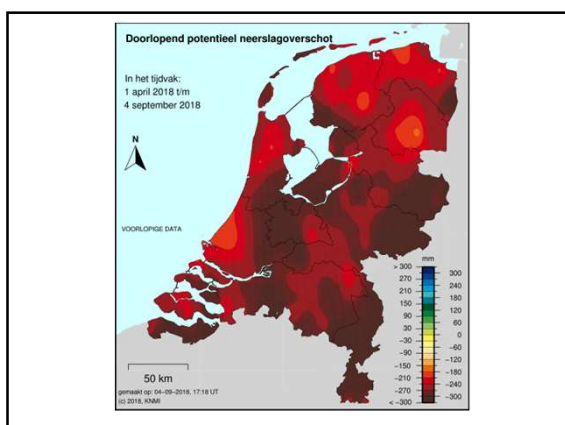 Doorlopend potentieel neerslagoverschot
In het tijdvak:
1 april 2018 t/m
4 september 2018
N
VOORLOPIGE DATA
50 km
gemaakt op: 04-09-2018, 17:18 UT
(c) 2018, KNMI
mm
> 300
270
210
150
90
30
-30
-90
-150
-210
-270
< -300
300
240
180
120
60
0
-60
-120
-180
-240
-300